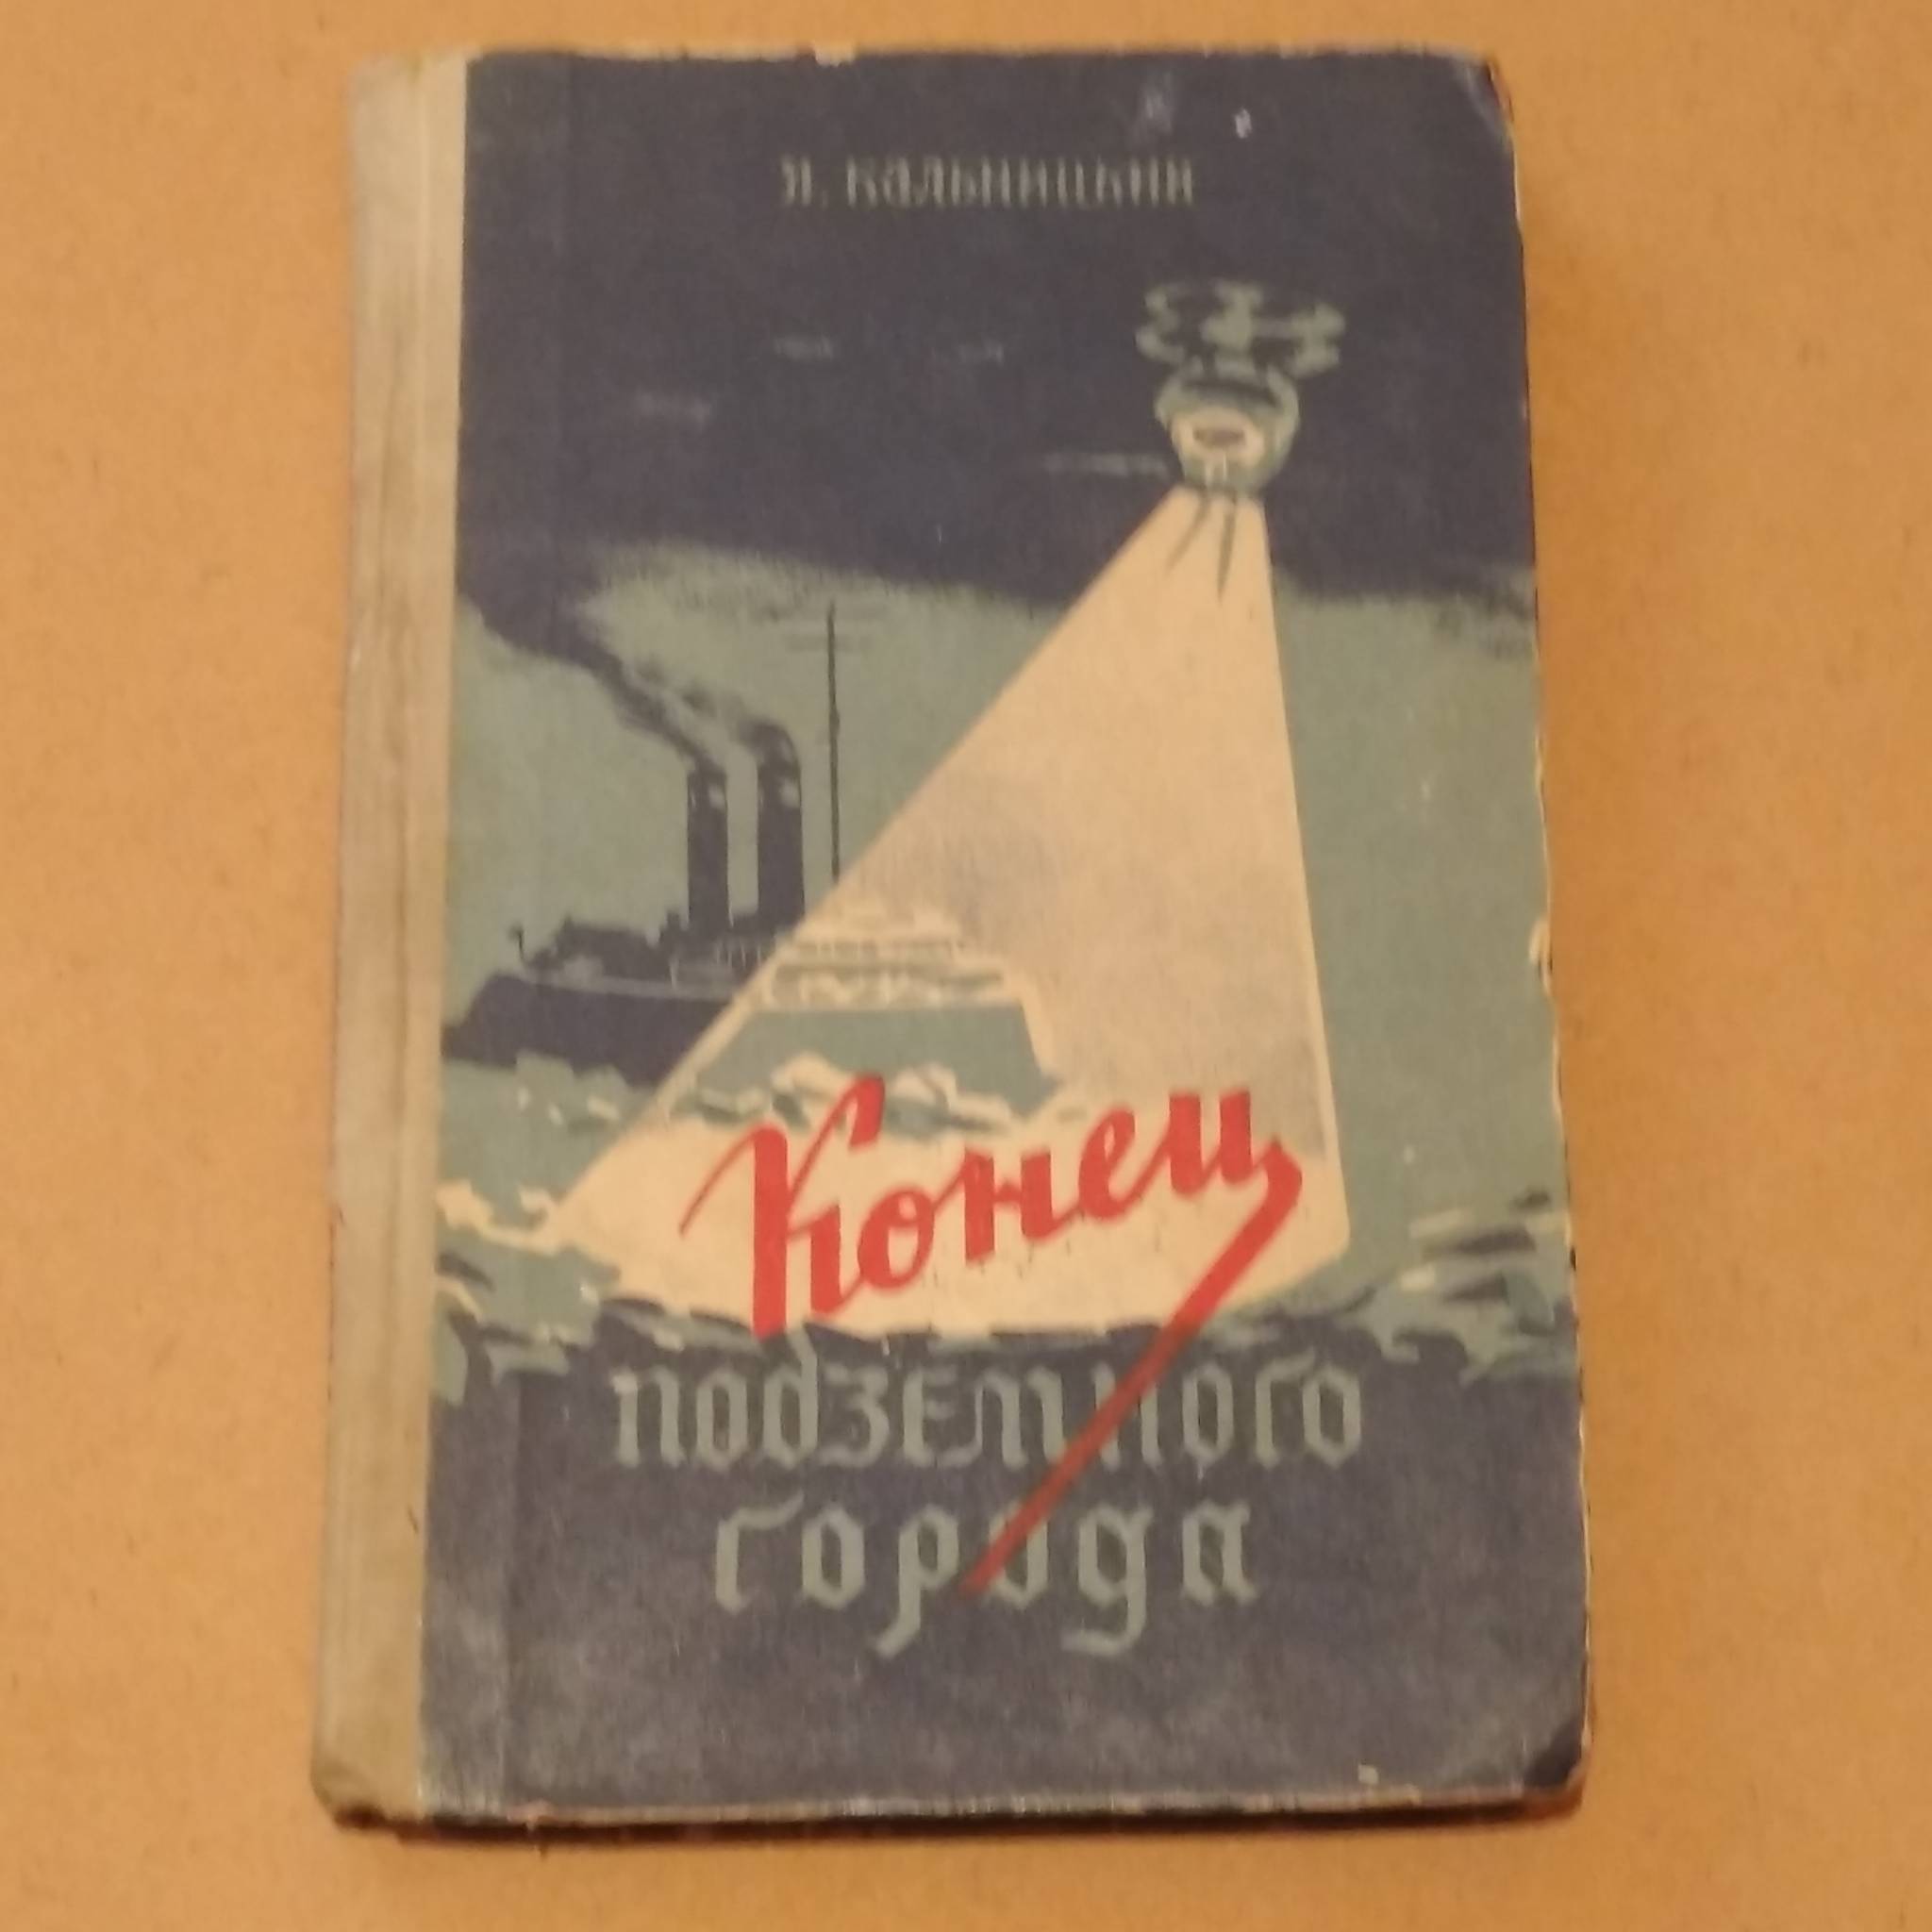 Я. Кальницкий
Конец
подземного
города